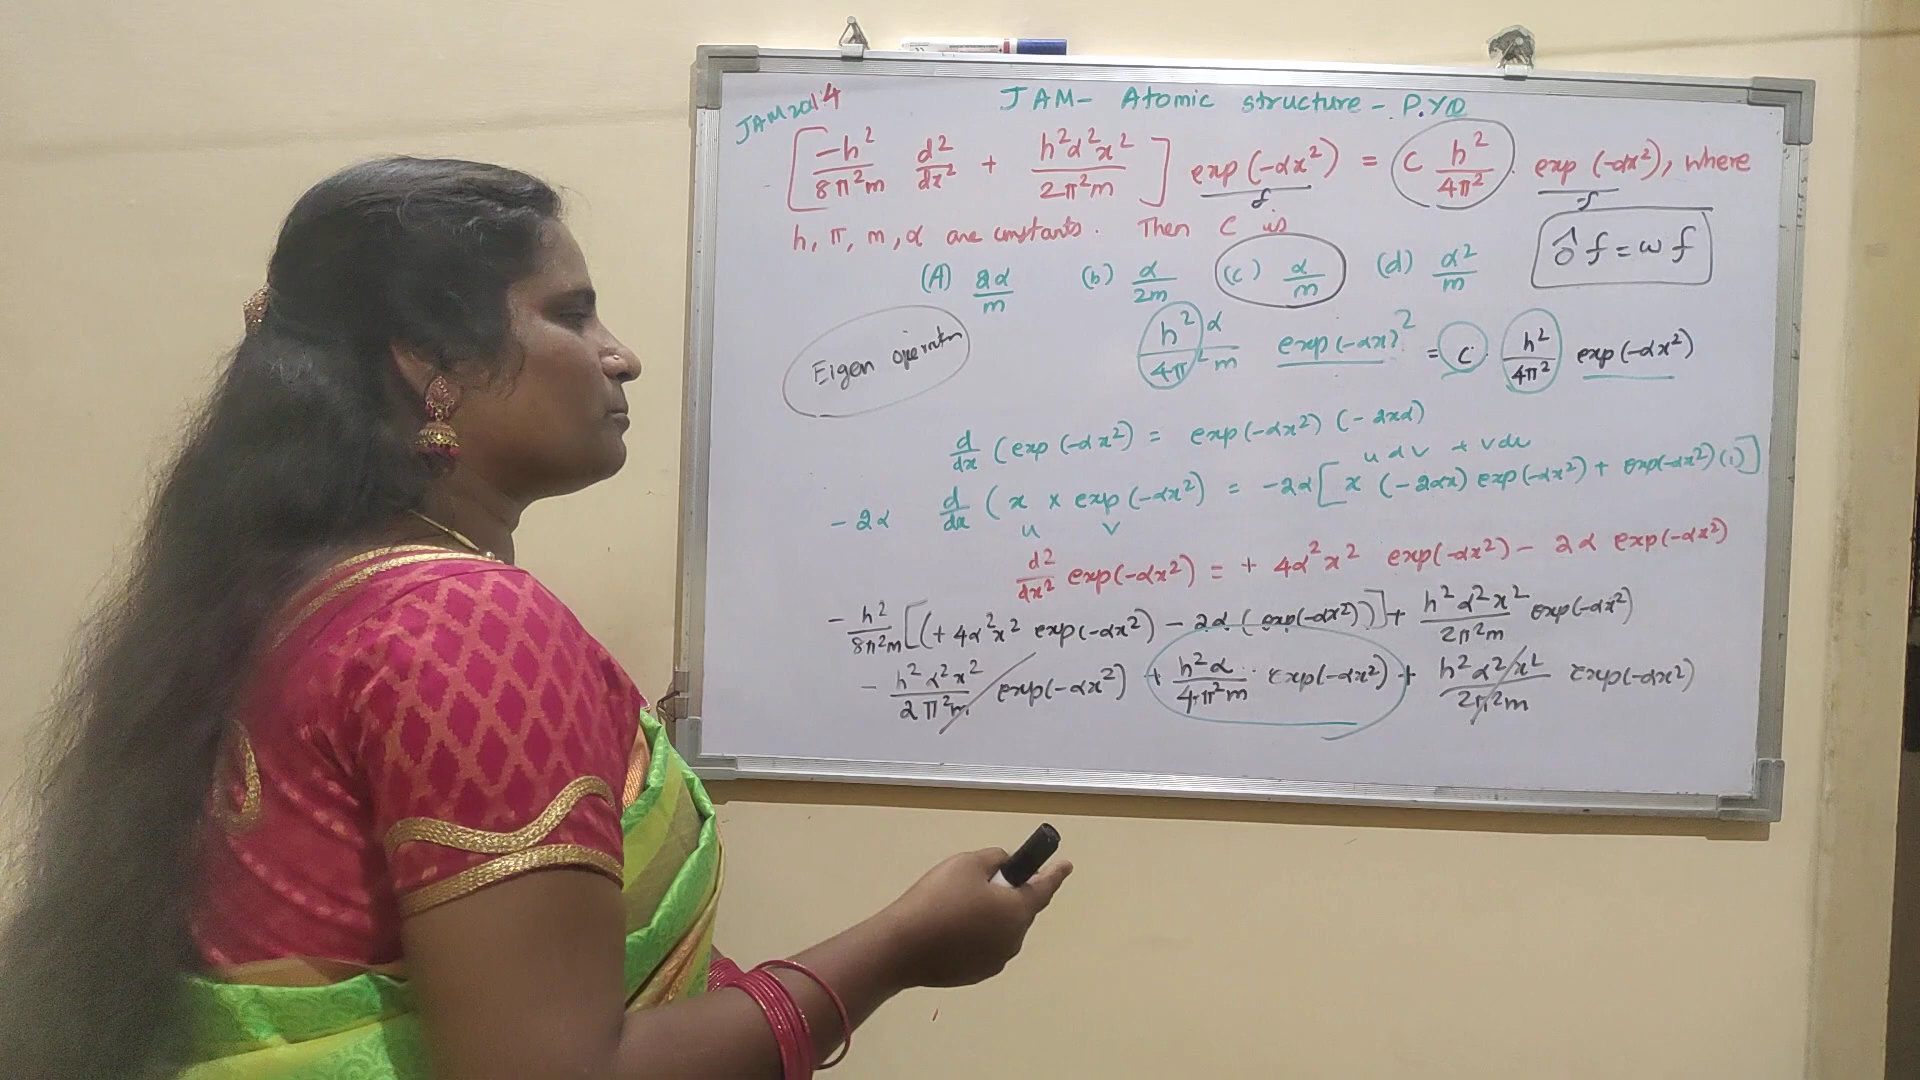 JAM 2014
JAM- Atomic structure - P.Y.Q
[-h²/8π²m d²/dx² + h²α²x²/2π²m] exp(-αx²) = C h²/4π² . exp(-αx²), where
f f
h, π, m, α are constants. Then C is
Ô f = ω f
(A) 2α/m (b) α/2m (c) α/m (d) α²/m
Eigen operator
h²α/4π²m exp(-αx)² = C . h²/4π² exp(-αx²)
d/dx (exp(-αx²) = exp(-αx²) (-2xα)
u dv + v du
-2α d/dx (x × exp(-αx²) = -2α[x (-2αx) exp(-αx²) + exp(-αx²)(1)]
u v
d²/dx² exp(-αx²) = + 4α²x² exp(-αx²) - 2α exp(-αx²)
- h²/8π²m [(+4α²x² exp(-αx²) - 2α (exp(-αx²))] + h²α²x²/2π²m exp(-αx²)
- h²α²x²/2π²m exp(-αx²) + h²α/4π²m . exp(-αx²) + h²α²x²/2π²m exp(-αx²)